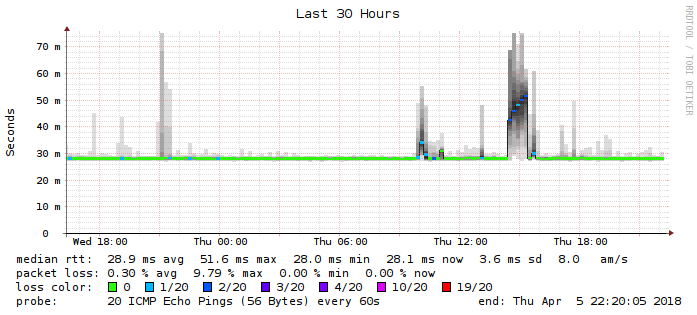 Last 30 Hours
RRDTOOL / TOBI OETIKER
Seconds
70 m
60 m
50 m
40 m
30 m
20 m
10 m
0
Wed 18:00 Thu 00:00 Thu 06:00 Thu 12:00 Thu 18:00
median rtt: 28.9 ms avg 51.6 ms max 28.0 ms min 28.1 ms now 3.6 ms sd 8.0 am/s
packet loss: 0.30 % avg 9.79 % max 0.00 % min 0.00 % now
loss color: 0 1/20 2/20 3/20 4/20 10/20 19/20
probe: 20 ICMP Echo Pings (56 Bytes) every 60s end: Thu Apr 5 22:20:05 2018